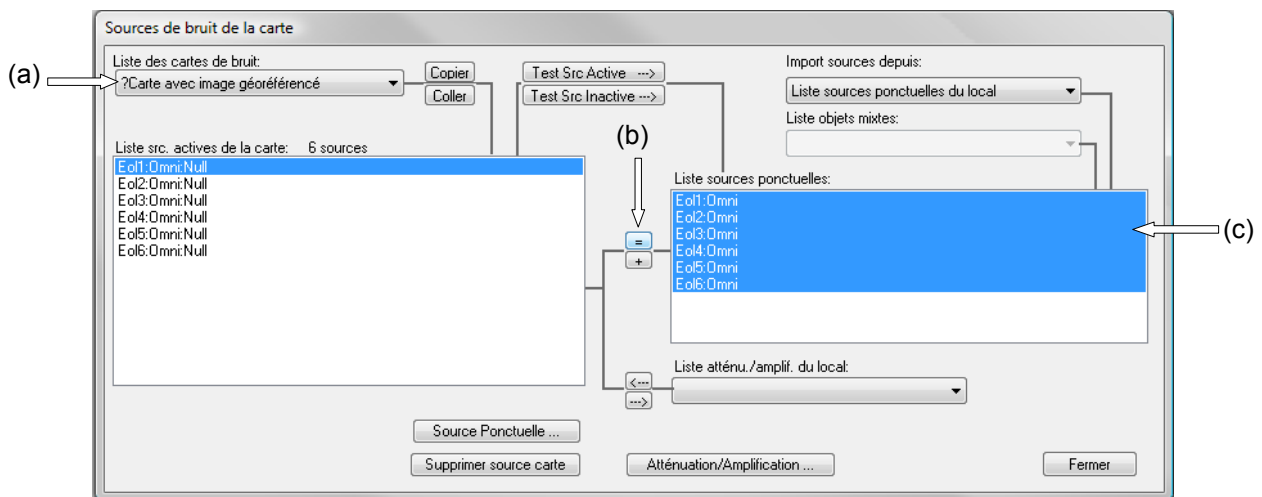 Sources de bruit de la carte
Liste des cartes de bruit:
(a)
?Carte avec image géoréférencé
Copier
Coller
Test Src Active --->
Test Src Inactive --->
Import sources depuis:
Liste sources ponctuelles du local
Liste objets mixtes:
Liste src. actives de la carte: 6 sources
Eol1:Omni:Null
Eol2:Omni:Null
Eol3:Omni:Null
Eol4:Omni:Null
Eol5:Omni:Null
Eol6:Omni:Null
(b)
=
+
Liste sources ponctuelles:
Eol1:Omni
Eol2:Omni
Eol3:Omni
Eol4:Omni
Eol5:Omni
Eol6:Omni
(c)
<---
--->
Liste atténu./amplif. du local:
Source Ponctuelle ...
Supprimer source carte
Atténuation/Amplification ...
Fermer